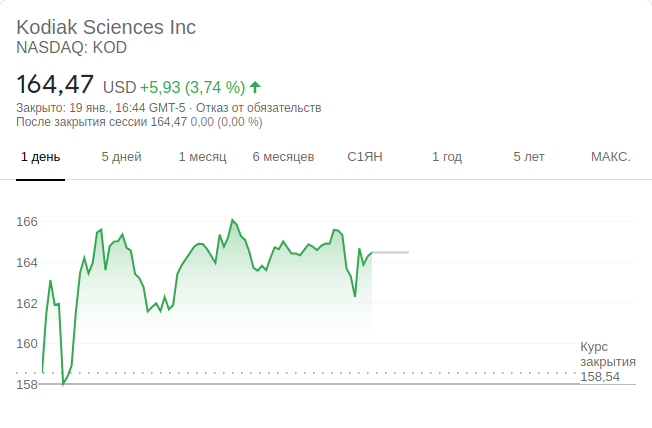 Kodiak Sciences Inc
NASDAQ: KOD
164,47 USD +5,93 (3,74 %)
Закрыто: 19 янв., 16:44 GMT-5 · Отказ от обязательств
После закрытия сессии 164,47 0,00 (0,00 %)
1 день 5 дней 1 месяц 6 месяцев С1ЯН 1 год 5 лет МАКС.
166
164
162
160
Курс
закрытия
158,54
158